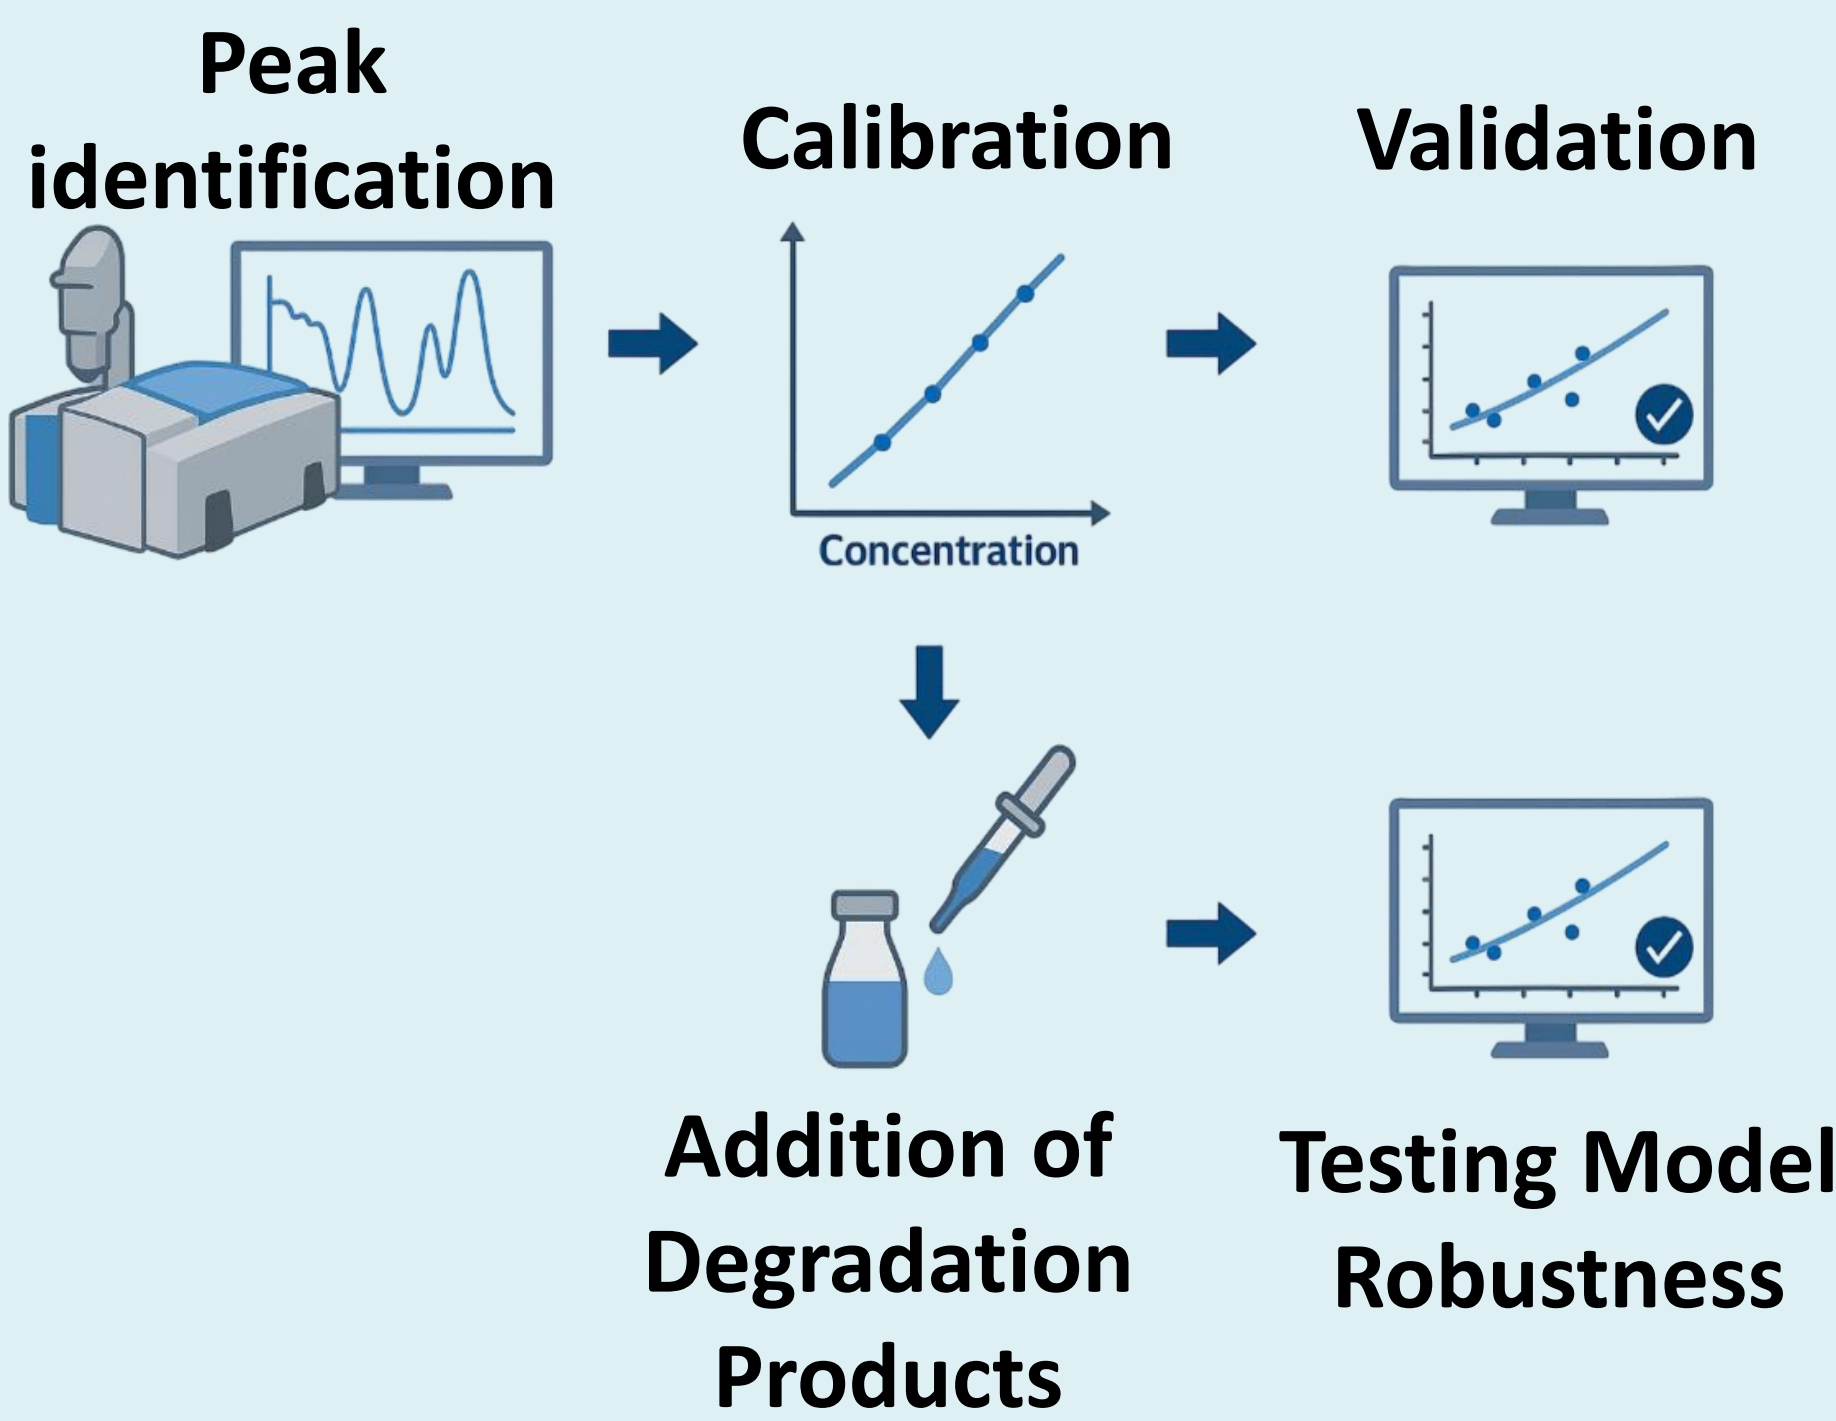 Peak
identification
Calibration
Validation
Concentration
Addition of
Degradation
Products
Testing Model
Robustness